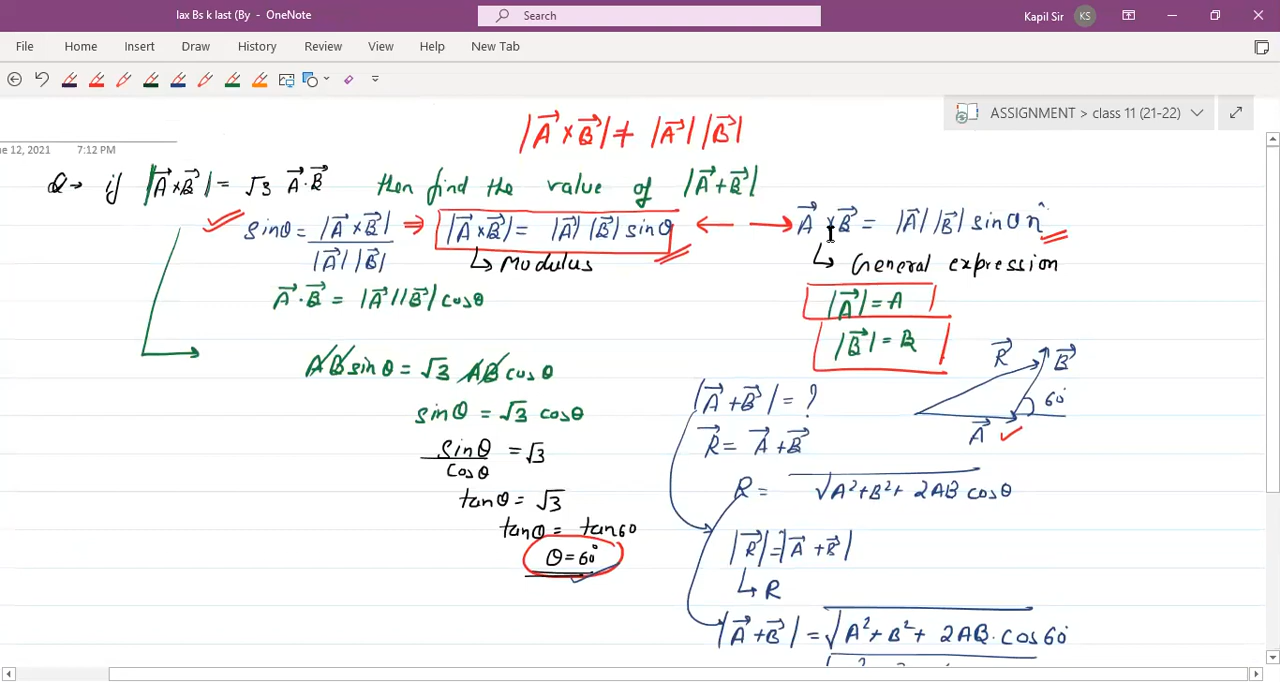 lax Bs k last (By - OneNote
Search
Kapil Sir KS
File Home Insert Draw History Review View Help New Tab
ASSIGNMENT > class 11 (21-22)
|A⃗×B⃗| ≠ |A⃗| |B⃗|
ne 12, 2021 7:12 PM
Q→ if |A⃗×B⃗| = √3 A⃗·B⃗ then find the value of |A⃗+B⃗|
sinθ = |A⃗×B⃗| / |A⃗| |B⃗| ⇒ |A⃗×B⃗| = |A⃗| |B⃗| sinθ ←→ A⃗×B⃗ = |A⃗| |B⃗| sinθ n̂
↳ Modulus
↳ General expression
A⃗·B⃗ = |A⃗| |B⃗| cosθ
|A⃗| = A
|B⃗| = B
AB sinθ = √3 AB cosθ
sinθ = √3 cosθ
sinθ / cosθ = √3
tanθ = √3
tanθ = tan60
θ = 60°
R⃗ B⃗
60°
A⃗ ✓
|A⃗+B⃗| = ?
R⃗ = A⃗+B⃗
R = √A²+B²+ 2AB cosθ
|R⃗| = |A⃗+B⃗|
↳ R
|A⃗+B⃗| = √A²+B²+ 2AB·cos60°